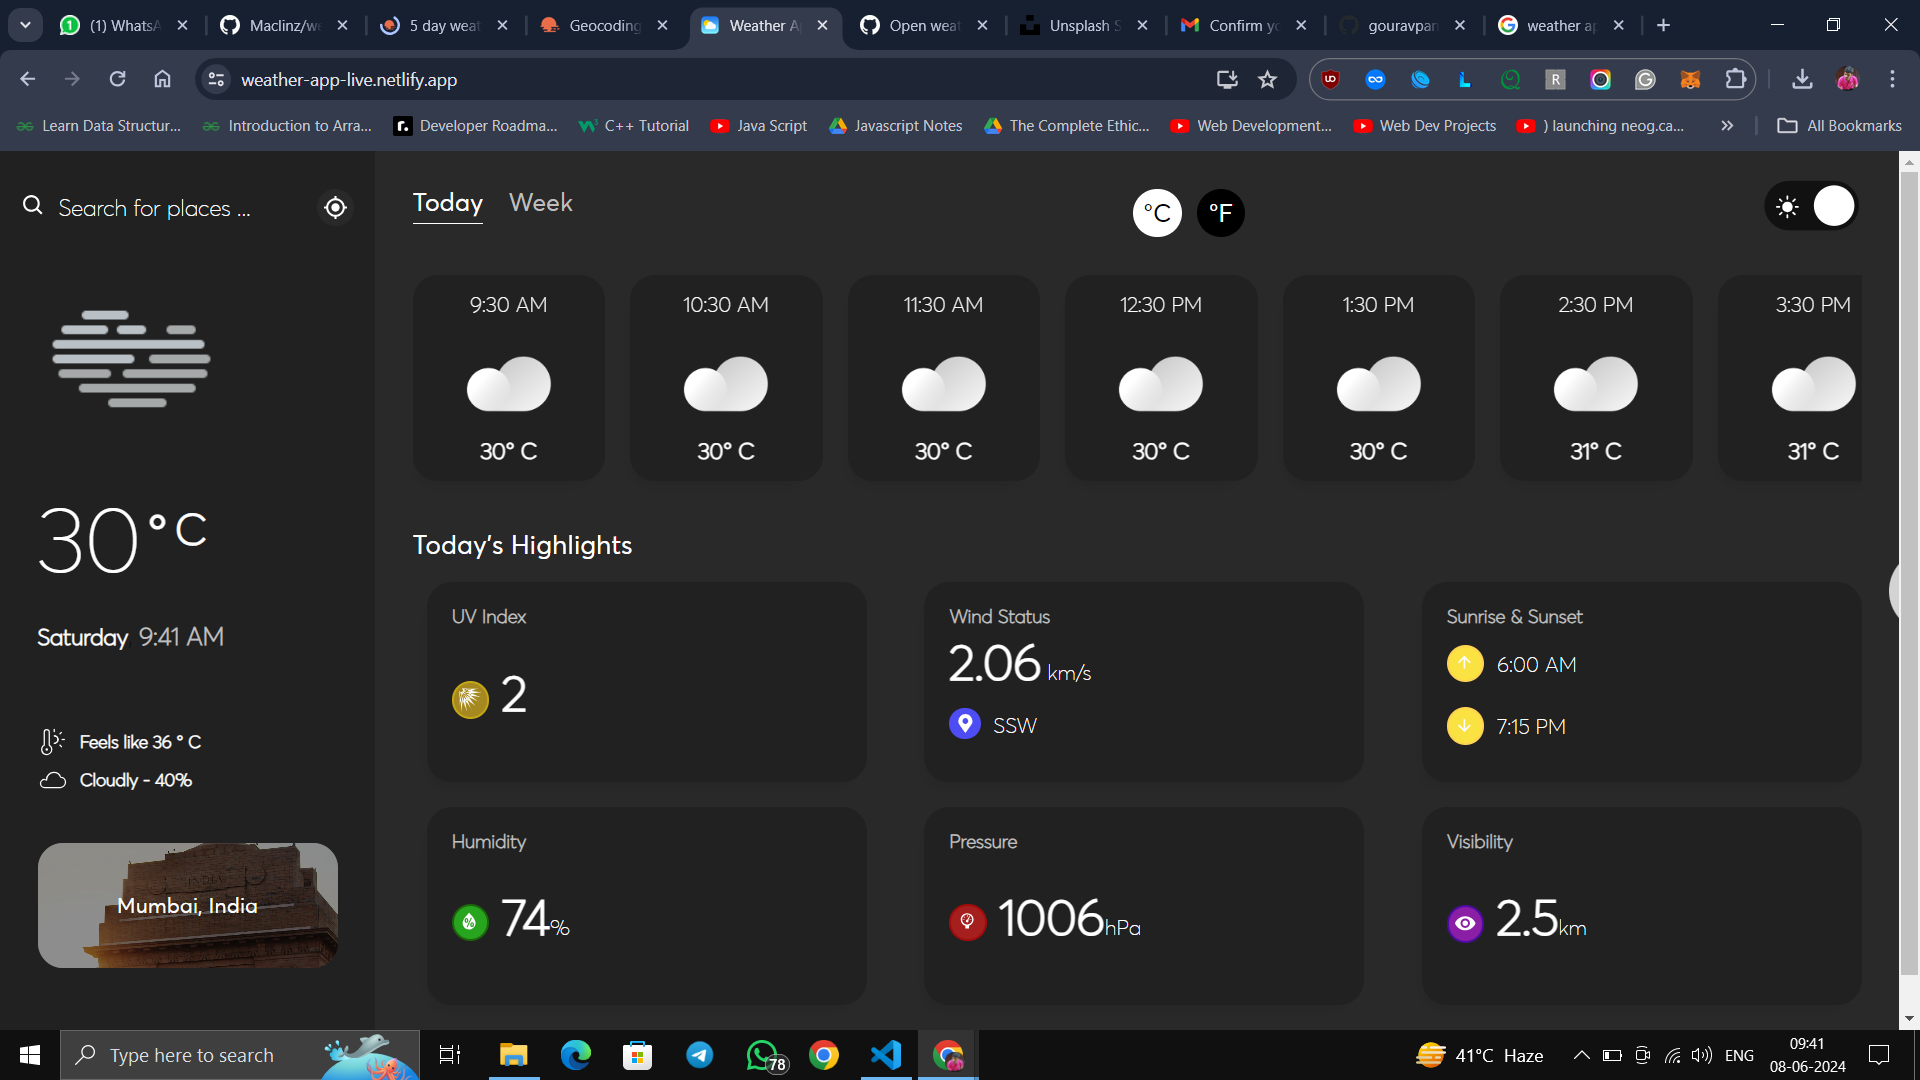 (1) WhatsA
Maclinz/we
5 day weat
Geocoding
Weather A
Open weat
Unsplash S
Confirm yo
gouravpan
weather ap
weather-app-live.netlify.app
Learn Data Structur...
Introduction to Arra...
Developer Roadma...
C++ Tutorial
Java Script
Javascript Notes
The Complete Ethic...
Web Development...
Web Dev Projects
) launching neog.ca...
All Bookmarks
Search for places ...
Today
Week
°C
°F
9:30 AM
10:30 AM
11:30 AM
12:30 PM
1:30 PM
2:30 PM
3:30 PM
30° C
30° C
30° C
30° C
30° C
31° C
31° C
30° C
Saturday, 9:41 AM
Feels like 36 ° C
Cloudly - 40%
INDIA
Mumbai, India
Today's Highlights
UV Index
2
Wind Status
2.06 km/s
SSW
Sunrise & Sunset
6:00 AM
7:15 PM
Humidity
74%
Pressure
1006hPa
Visibility
2.5km
Type here to search
78
41°C Haze
ENG
09:41
08-06-2024